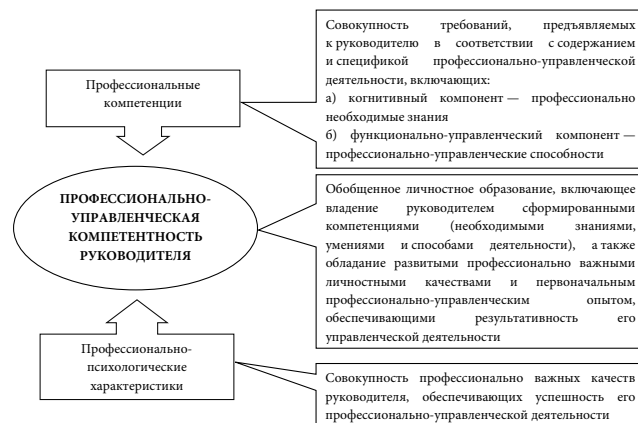 Профессиональные
компетенции
Совокупность требований, предъявляемых
к руководителю в соответствии с содержанием
и спецификой профессионально-управленческой
деятельности, включающих:
а) когнитивный компонент — профессионально
необходимые знания
б) функционально-управленческий компонент —
профессионально-управленческие способности
ПРОФЕССИОНАЛЬНО-
УПРАВЛЕНЧЕСКАЯ
КОМПЕТЕНТНОСТЬ
РУКОВОДИТЕЛЯ
Обобщенное личностное образование, включающее
владение руководителем сформированными
компетенциями (необходимыми знаниями,
умениями и способами деятельности), а также
обладание развитыми профессионально важными
личностными качествами и первоначальным
профессионально-управленческим опытом,
обеспечивающими результативность его
управленческой деятельности
Профессионально-
психологические
характеристики
Совокупность профессионально важных качеств
руководителя, обеспечивающих успешность его
профессионально-управленческой деятельности